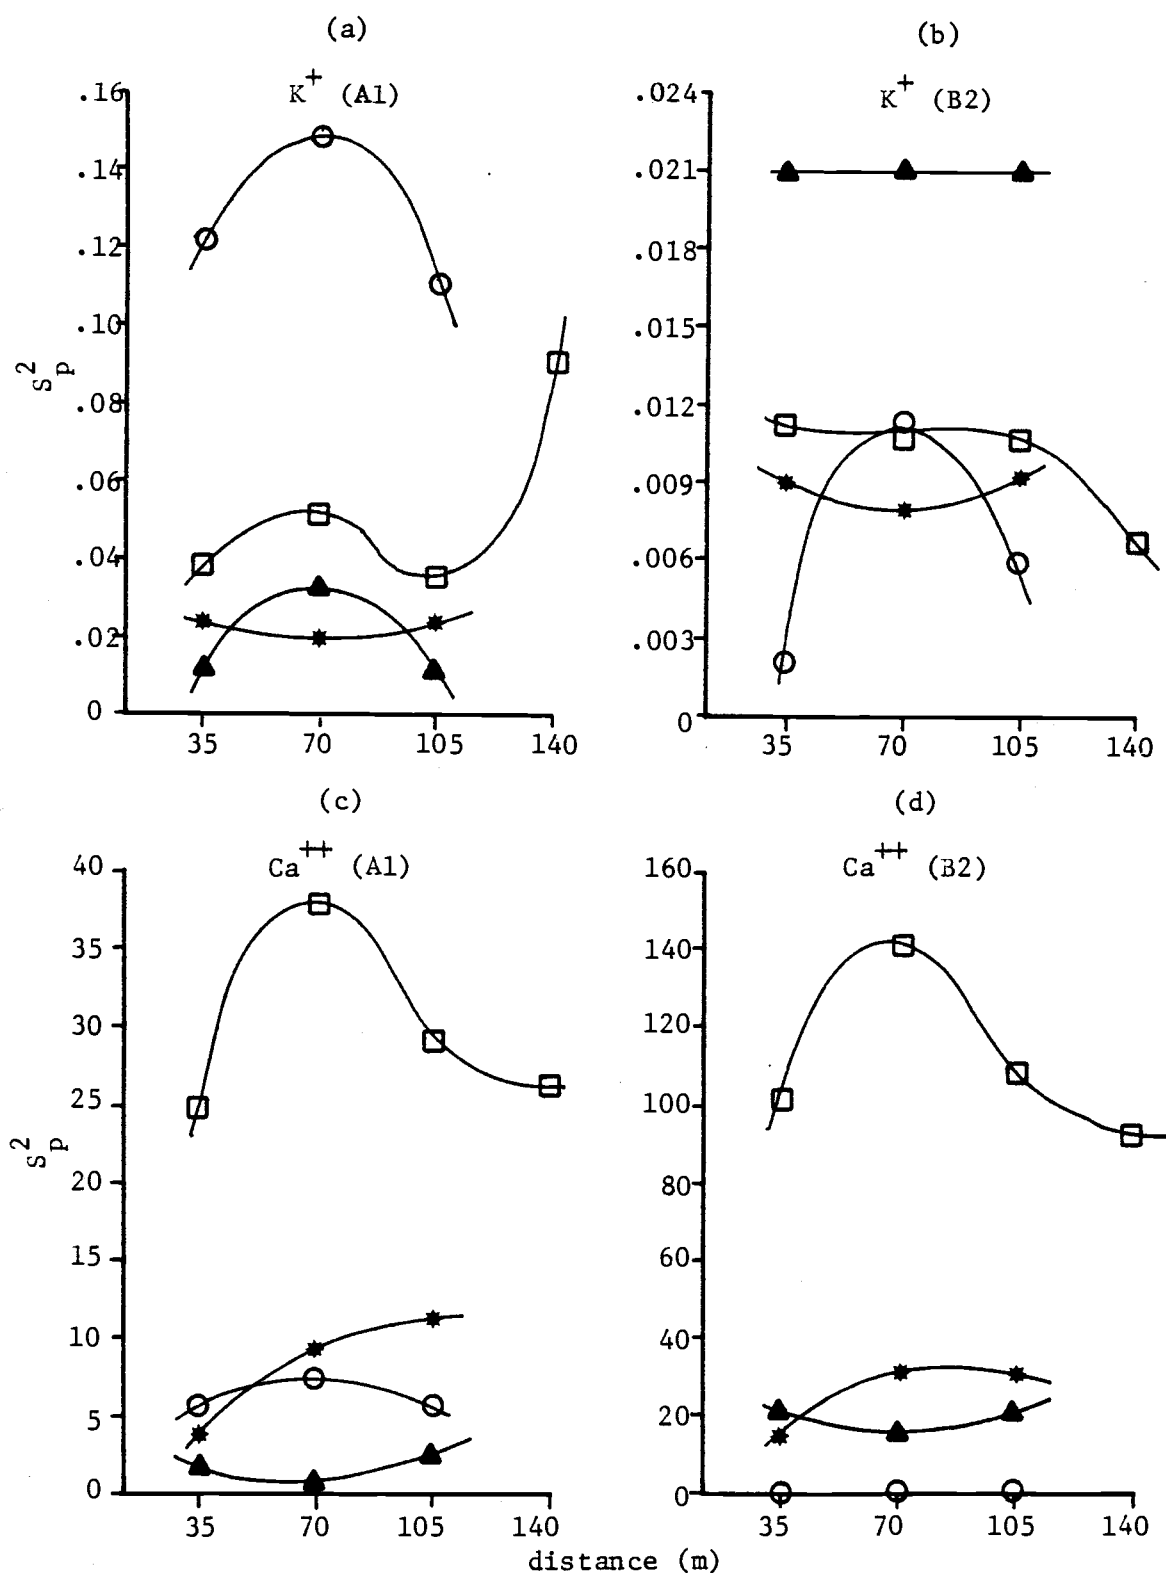 (a)
K+ (A1)
.16
.14
.12
.10
.08
.06
.04
.02
0
s²p
35 70 105 140
(b)
K+ (B2)
.024
.021
.018
.015
.012
.009
.006
.003
0
35 70 105 140
(c)
Ca++ (A1)
40
35
30
25
20
15
10
5
0
s²p
35 70 105 140
(d)
Ca++ (B2)
160
140
120
100
80
60
40
20
0
35 70 105 140
distance (m)